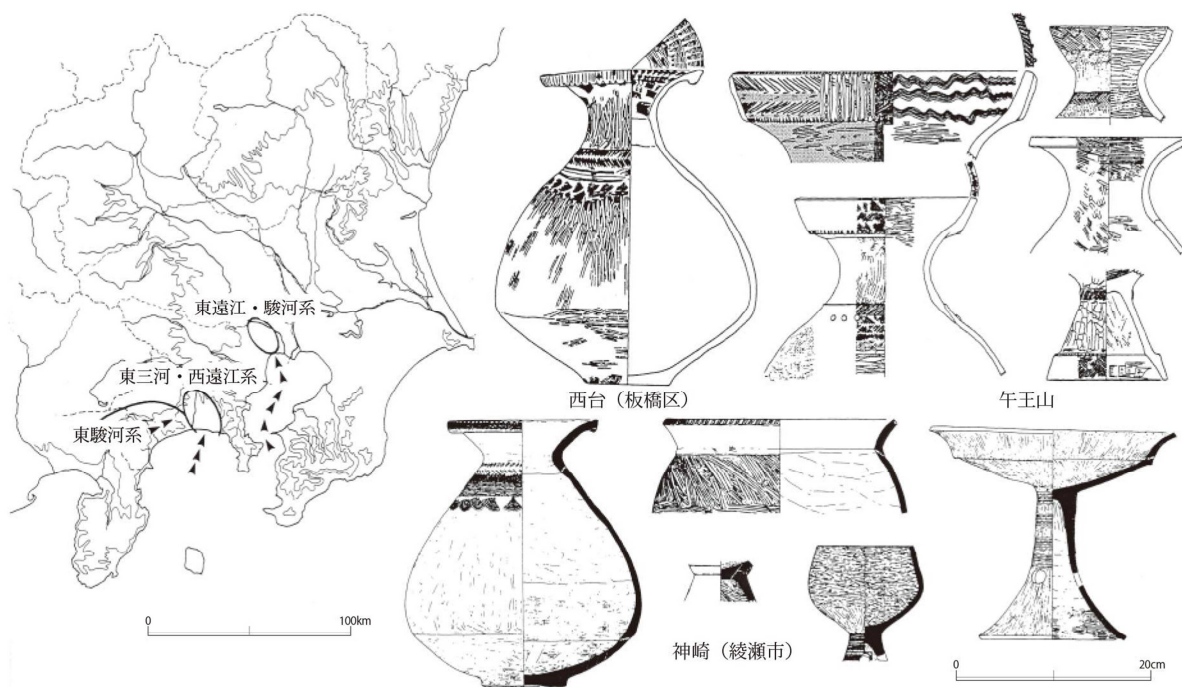 東遠江・駿河系
東三河・西遠江系
東駿河系
0 100km
西台（板橋区）
午王山
神崎（綾瀬市）
0 20cm